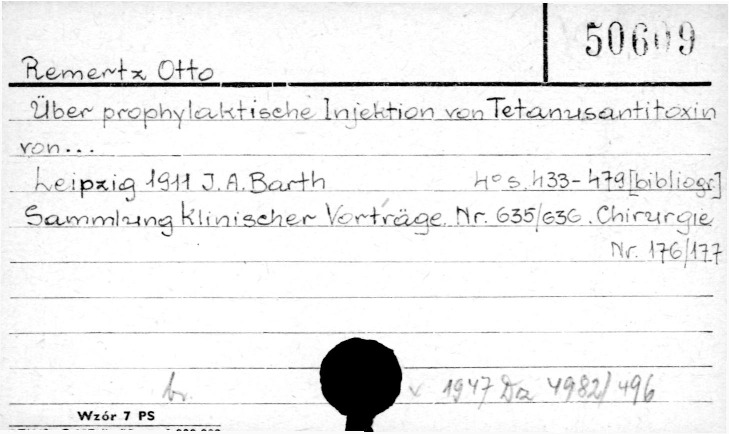 50609
Remertz Otto
Über prophylaktische Injektion von Tetanusantitoxin
von...
Leipzig 1911 J.A. Barth 4° s. 433-479 [bibliogr]
Sammlung klinischer Vorträge. Nr. 635/636. Chirurgie
Nr. 176/177
br. v 1947 Da 4982/496
Wzór 7 PS